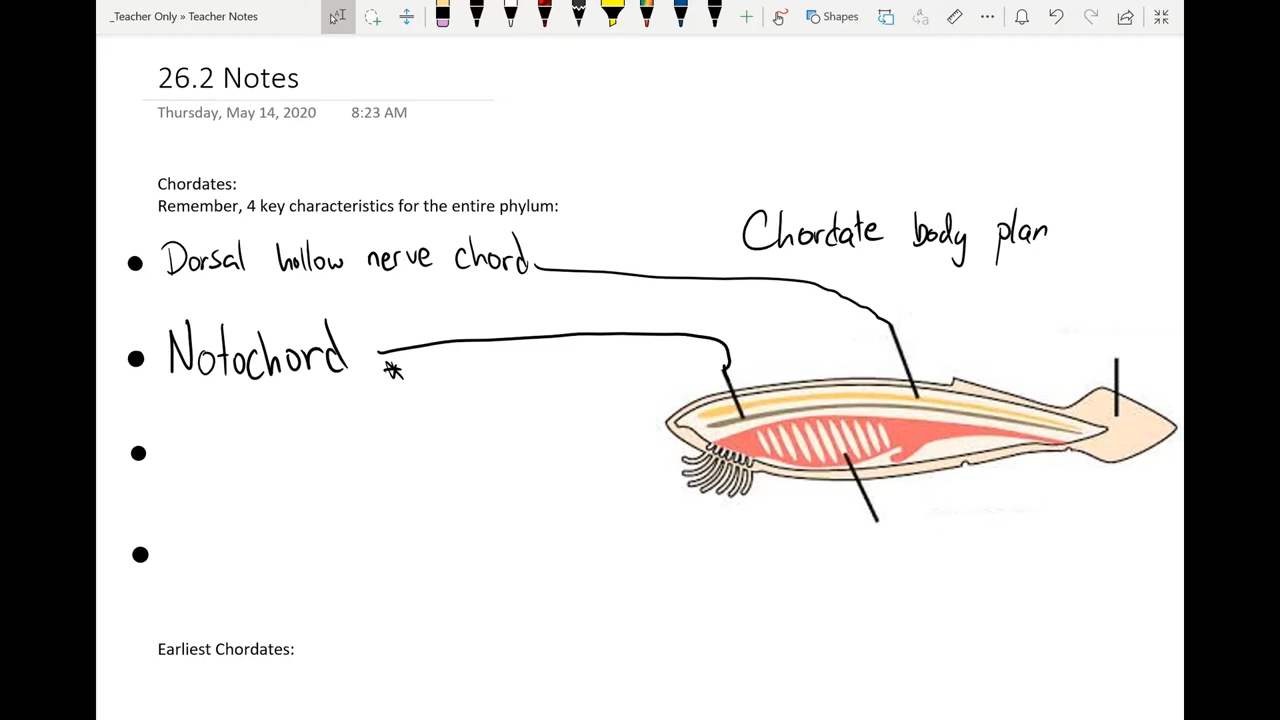 _Teacher Only » Teacher Notes
Shapes
26.2 Notes
Thursday, May 14, 2020 8:23 AM
Chordates:
Remember, 4 key characteristics for the entire phylum:
Chordate body plan
• Dorsal hollow nerve chord
• Notochord *
•
•
Earliest Chordates: